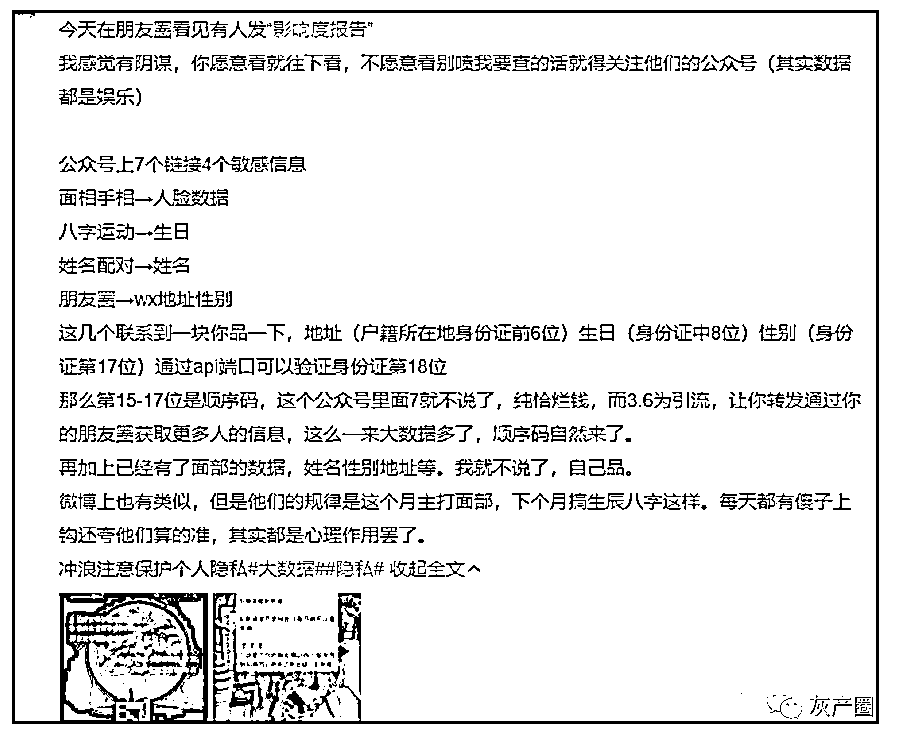 今天在朋友圈看见有人发“影响度报告”
我感觉有阴谋，你愿意看就往下看，不愿意看别喷我要查的话就得关注他们的公众号（其实数据
都是娱乐）
公众号上7个链接4个敏感信息
面相手相→人脸数据
八字运动→生日
姓名配对→姓名
朋友圈→wx地址性别
这几个联系到一块你品一下，地址（户籍所在地身份证前6位）生日（身份证中8位）性别（身份
证第17位）通过api端口可以验证身份证第18位
那么第15-17位是顺序码，这个公众号里面7就不说了，纯恰烂钱，而3.6为引流，让你转发通过你
的朋友圈获取更多人的信息，这么一来大数据多了，顺序码自然来了。
再加上已经有了面部的数据，姓名性别地址等。我就不说了，自己品。
微博上也有类似，但是他们的规律是这个月主打面部，下个月搞生辰八字这样。每天都有傻子上
钩还夸他们算的准，其实都是心理作用罢了。
冲浪注意保护个人隐私#大数据##隐私# 收起全文
灰产圈